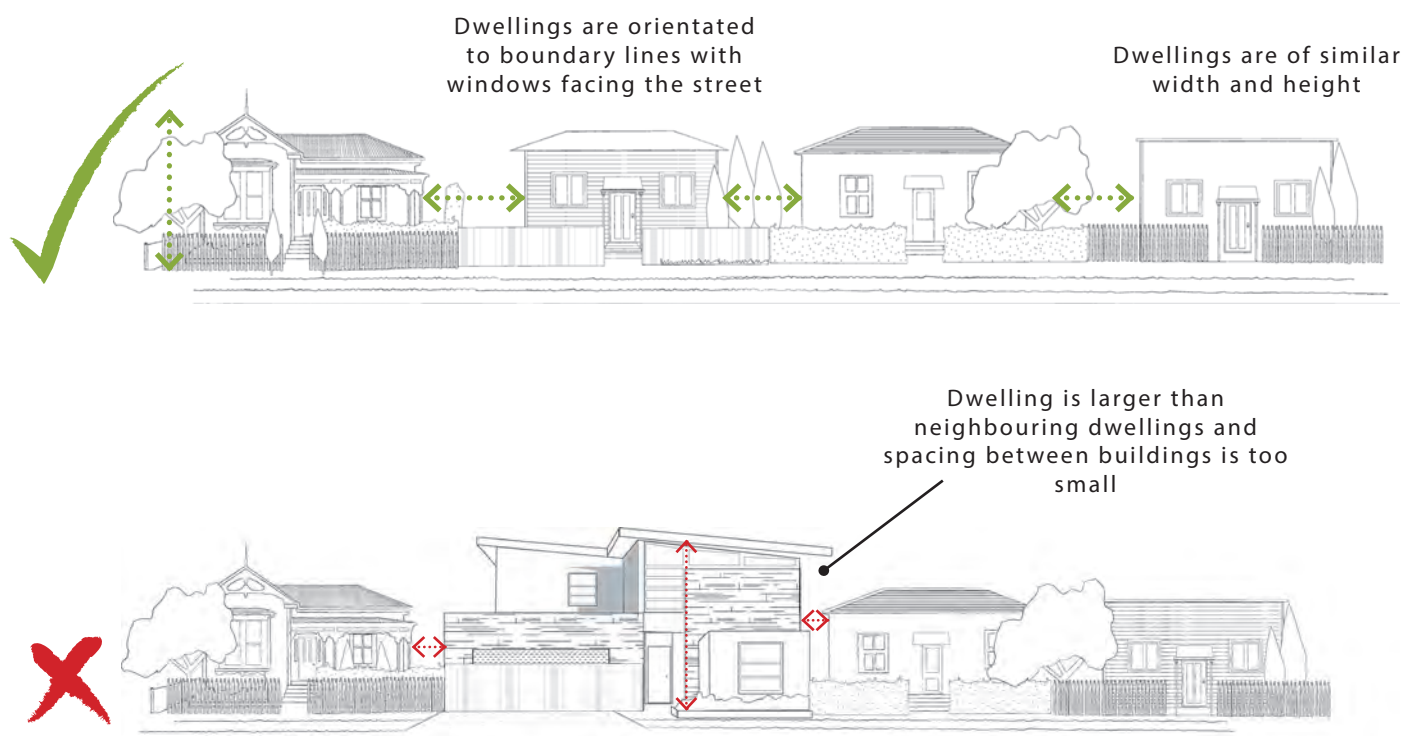 Dwellings are orientated
to boundary lines with
windows facing the street
Dwellings are of similar
width and height
Dwelling is larger than
neighbouring dwellings and
spacing between buildings is too
small